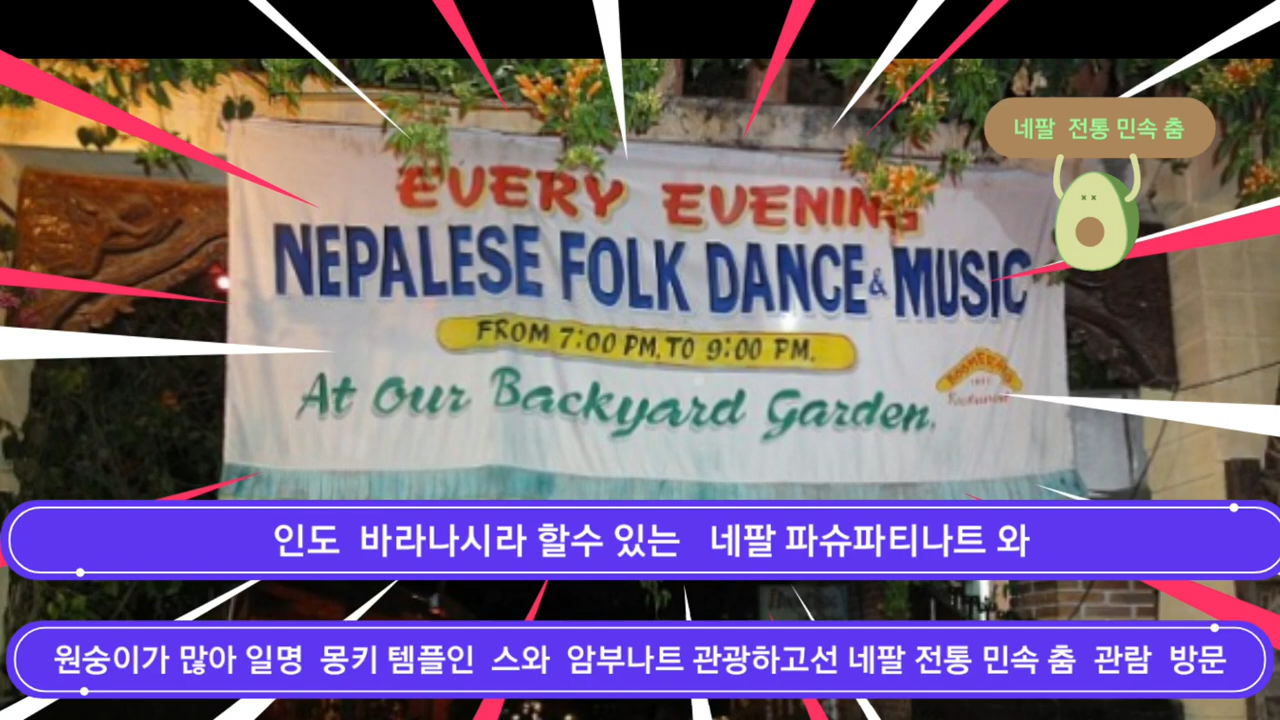 네팔 전통 민속 춤
EVERY EVENING
NEPALESE FOLK DANCE & MUSIC
FROM 7:00 PM, TO 9:00 PM.
At Our Backyard Garden.
인도 바라나시라 할수 있는 네팔 파슈파티나트 와
원숭이가 많아 일명 몽키 템플인 스와 얌부나트 관광하고선 네팔 전통 민속 춤 관람 방문